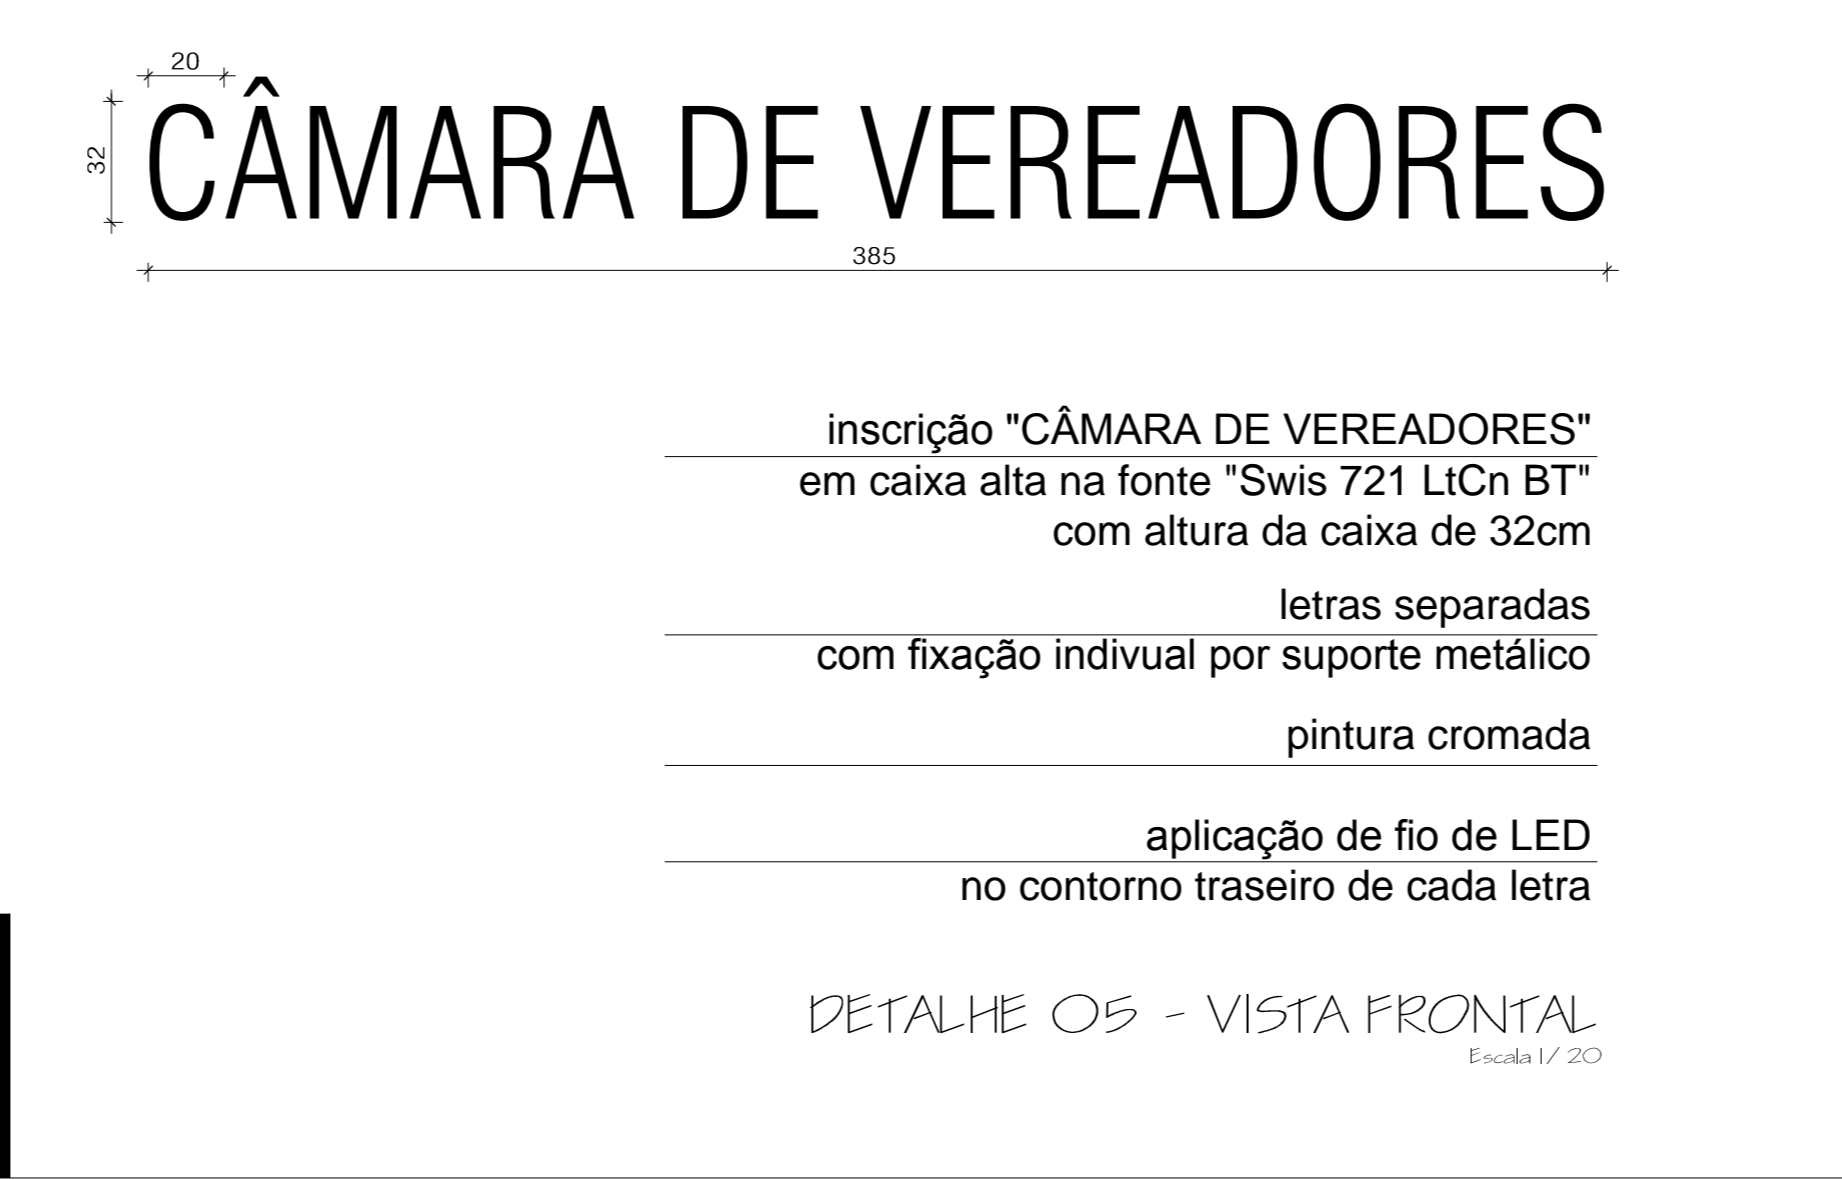 20
32
CÂMARA DE VEREADORES
385
inscrição "CÂMARA DE VEREADORES"
em caixa alta na fonte "Swis 721 LtCn BT"
com altura da caixa de 32cm
letras separadas
com fixação indivual por suporte metálico
pintura cromada
aplicação de fio de LED
no contorno traseiro de cada letra
DETALHE 05 - VISTA FRONTAL
Escala 1/ 20